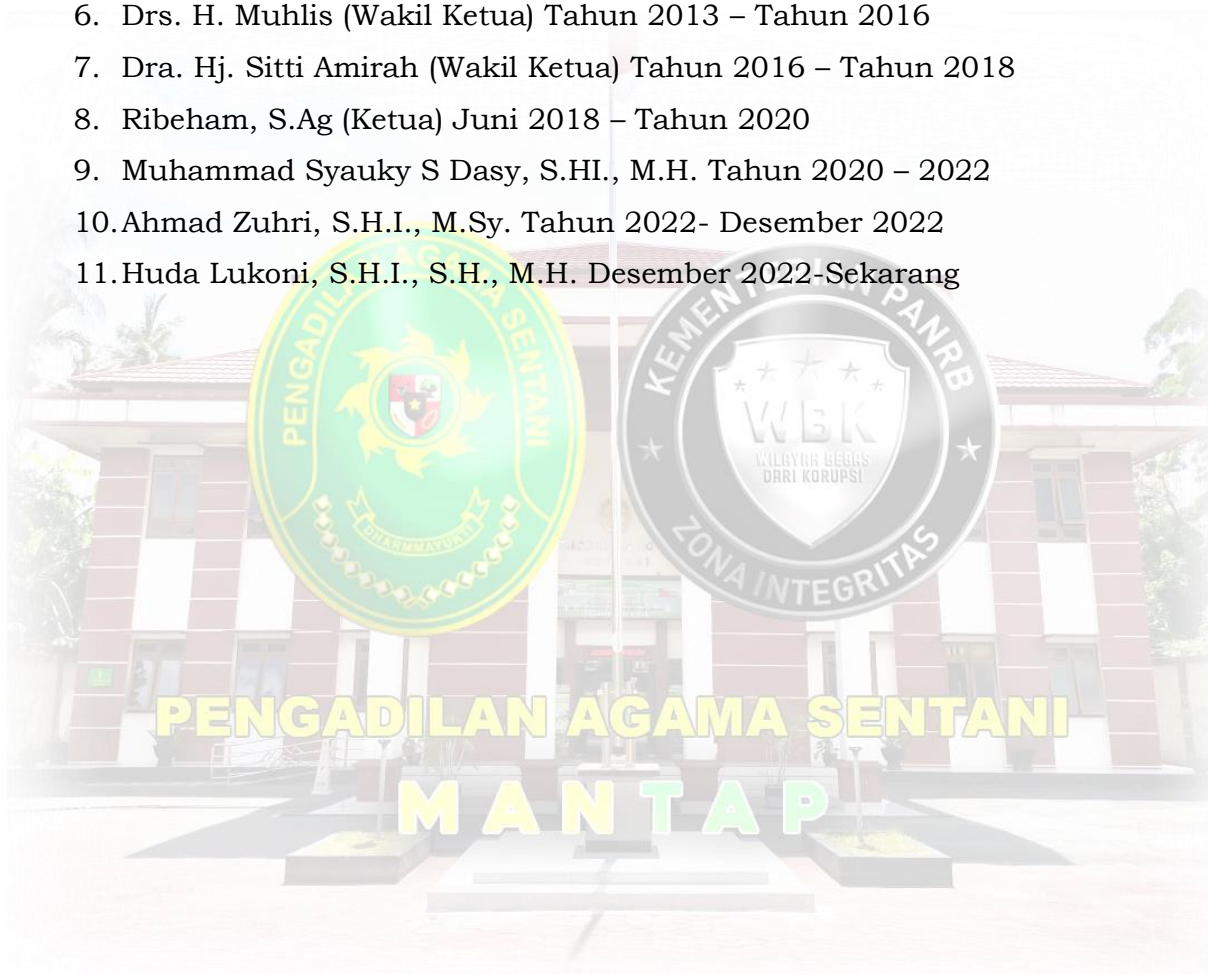 6. Drs. H. Muhlis (Wakil Ketua) Tahun 2013 – Tahun 2016
7. Dra. Hj. Sitti Amirah (Wakil Ketua) Tahun 2016 – Tahun 2018
8. Ribeham, S.Ag (Ketua) Juni 2018 – Tahun 2020
9. Muhammad Syauky S Dasy, S.HI., M.H. Tahun 2020 – 2022
10.Ahmad Zuhri, S.H.I., M.Sy. Tahun 2022- Desember 2022
11.Huda Lukoni, S.H.I., S.H., M.H. Desember 2022-Sekarang
PENGADILAN AGAMA SENTANI
DHARMMAYUKTI
KEMENTERIAN PANRB
WBK
WILAYAH BEBAS
DARI KORUPSI
ZONA INTEGRITAS
PENGADILAN AGAMA SENTANI
MANTAP